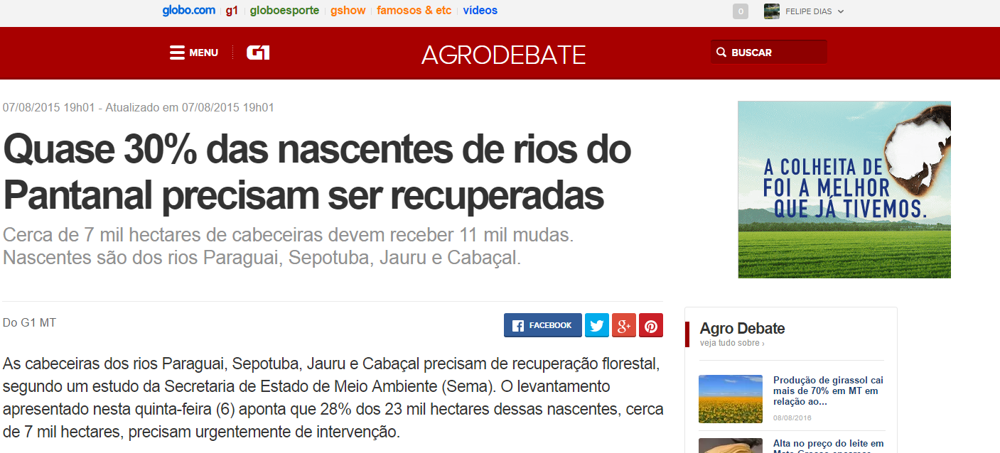 globo.com g1 globoesporte gshow famosos & etc vídeos
0 FELIPE DIAS
MENU G1 AGRODEBATE BUSCAR
07/08/2015 19h01 - Atualizado em 07/08/2015 19h01
Quase 30% das nascentes de rios do
Pantanal precisam ser recuperadas
Cerca de 7 mil hectares de cabeceiras devem receber 11 mil mudas.
Nascentes são dos rios Paraguai, Sepotuba, Jauru e Cabaçal.
A COLHEITA DE
FOI A MELHOR
QUE JÁ TIVEMOS.
Do G1 MT
FACEBOOK
g+
As cabeceiras dos rios Paraguai, Sepotuba, Jauru e Cabaçal precisam de recuperação florestal,
segundo um estudo da Secretaria de Estado de Meio Ambiente (Sema). O levantamento
apresentado nesta quinta-feira (6) aponta que 28% dos 23 mil hectares dessas nascentes, cerca
de 7 mil hectares, precisam urgentemente de intervenção.
Agro Debate
veja tudo sobre ›
Produção de girassol cai
mais de 70% em MT em
relação ao...
08/08/2016
Alta no preço do leite em